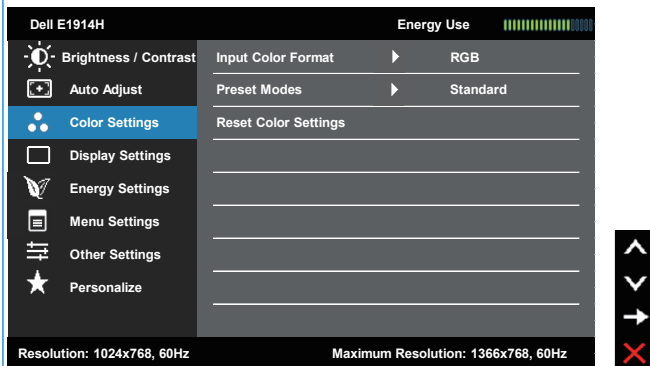 Dell E1914H Energy Use
Brightness / Contrast Input Color Format RGB
Auto Adjust Preset Modes Standard
Color Settings Reset Color Settings
Display Settings
Energy Settings
Menu Settings
Other Settings
Personalize
Resolution: 1024x768, 60Hz Maximum Resolution: 1366x768, 60Hz